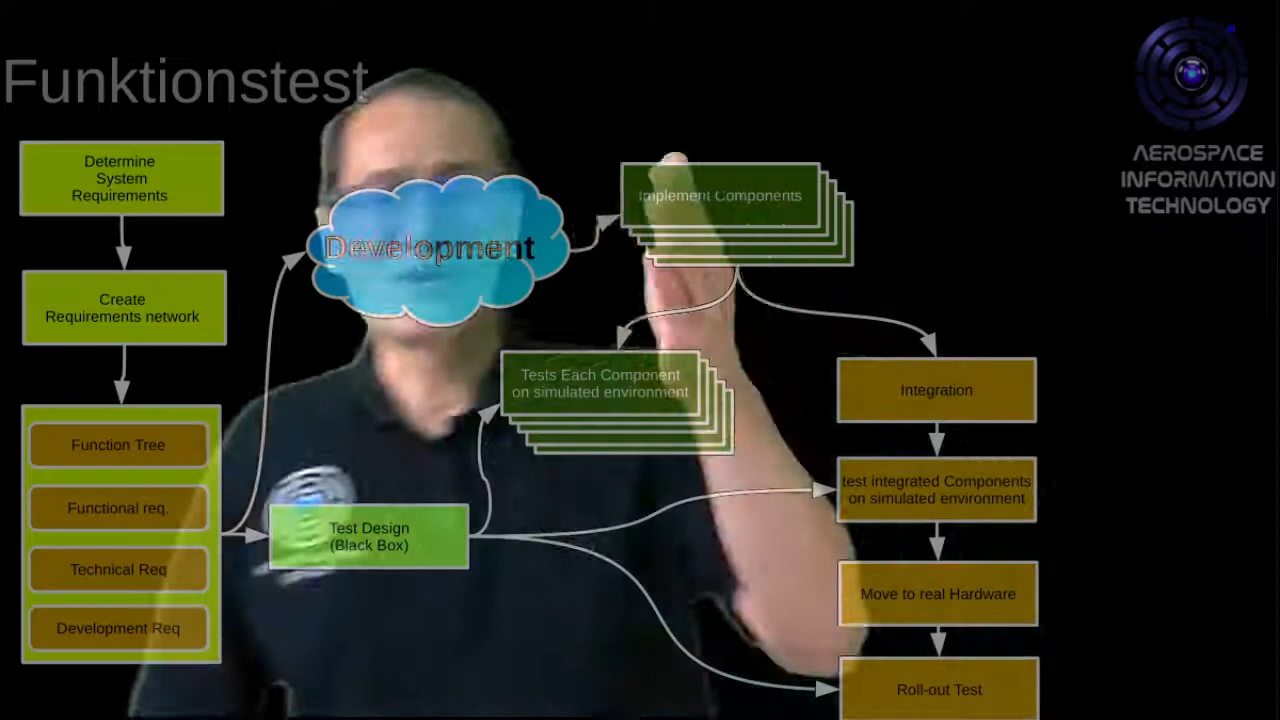 Funktionstest
Determine
System
Requirements
Create
Requirements network
Function Tree
Functional req.
Technical Req
Development Req
Development
Implement Components
Tests Each Component
on simulated environment
Test Design
(Black Box)
Integration
test integrated Components
on simulated environment
Move to real Hardware
Roll-out Test
AEROSPACE
INFORMATION
TECHNOLOGY